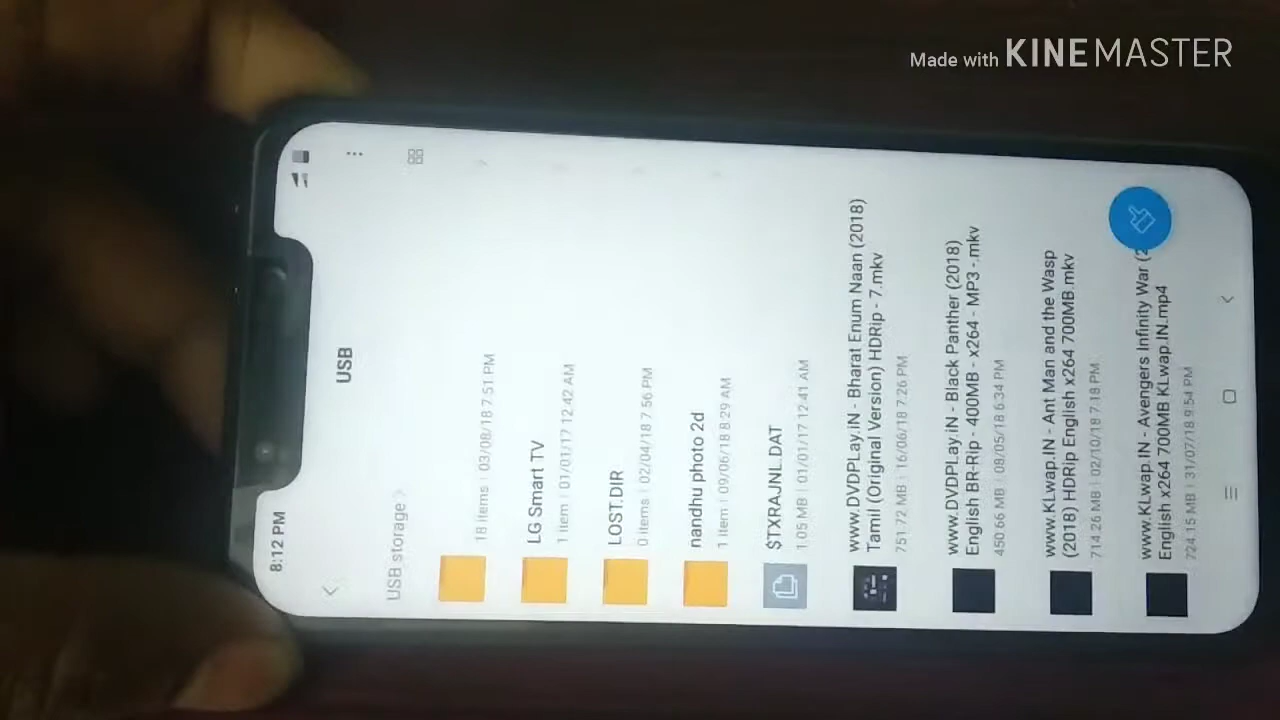 Made with KINEMASTER
8:12 PM
USB
USB storage
18 items | 03/08/18 7:51 PM
LG Smart TV
1 item | 01/01/17 12:42 AM
LOST.DIR
0 items | 02/04/18 7:56 PM
nandhu photo 2d
1 item | 09/06/18 8:29 AM
$TXRAJNL.DAT
1.05 MB | 01/01/17 12:41 AM
www.DVDPLay.iN - Bharat Enum Naan (2018)
Tamil (Original Version) HDRip - 7.mkv
751.72 MB | 16/06/18 7:26 PM
www.DVDPLay.iN - Black Panther (2018)
English BR-Rip - 400MB - x264 - MP3 -.mkv
450.66 MB | 08/05/18 6:34 PM
www.KLwap.IN - Ant Man and the Wasp
(2018) HDRip English x264 700MB.mkv
714.26 MB | 02/10/18 7:18 PM
www.KLwap.IN - Avengers Infinity War (2
English x264 700MB KLwap.IN.mp4
724.15 MB | 31/07/18 9:54 PM